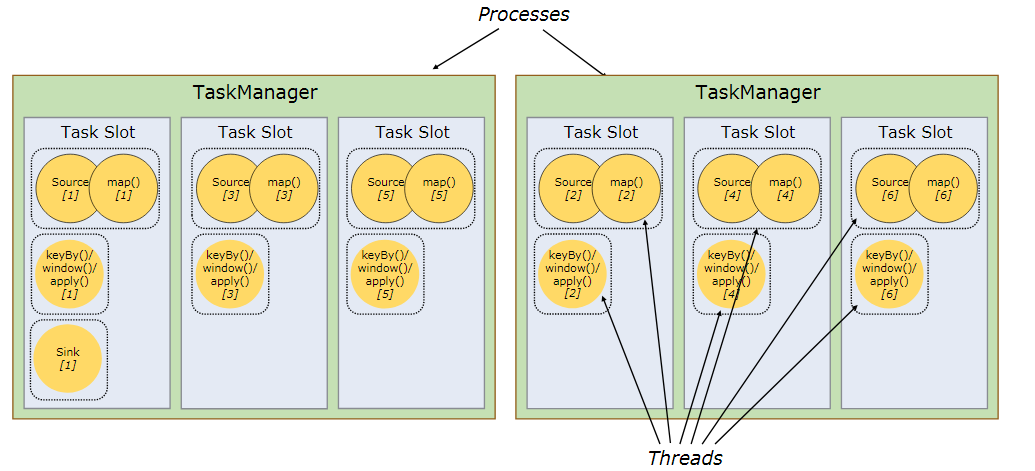 Processes
TaskManager
Task Slot
Source
[1]
map()
[1]
keyBy()/
window()/
apply()
[1]
Sink
[1]
Task Slot
Source
[3]
map()
[3]
keyBy()/
window()/
apply()
[3]
Task Slot
Source
[5]
map()
[5]
keyBy()/
window()/
apply()
[5]
TaskManager
Task Slot
Source
[2]
map()
[2]
keyBy()/
window()/
apply()
[2]
Task Slot
Source
[4]
map()
[4]
keyBy()/
window()/
apply()
[4]
Task Slot
Source
[6]
map()
[6]
keyBy()/
window()/
apply()
[6]
Threads